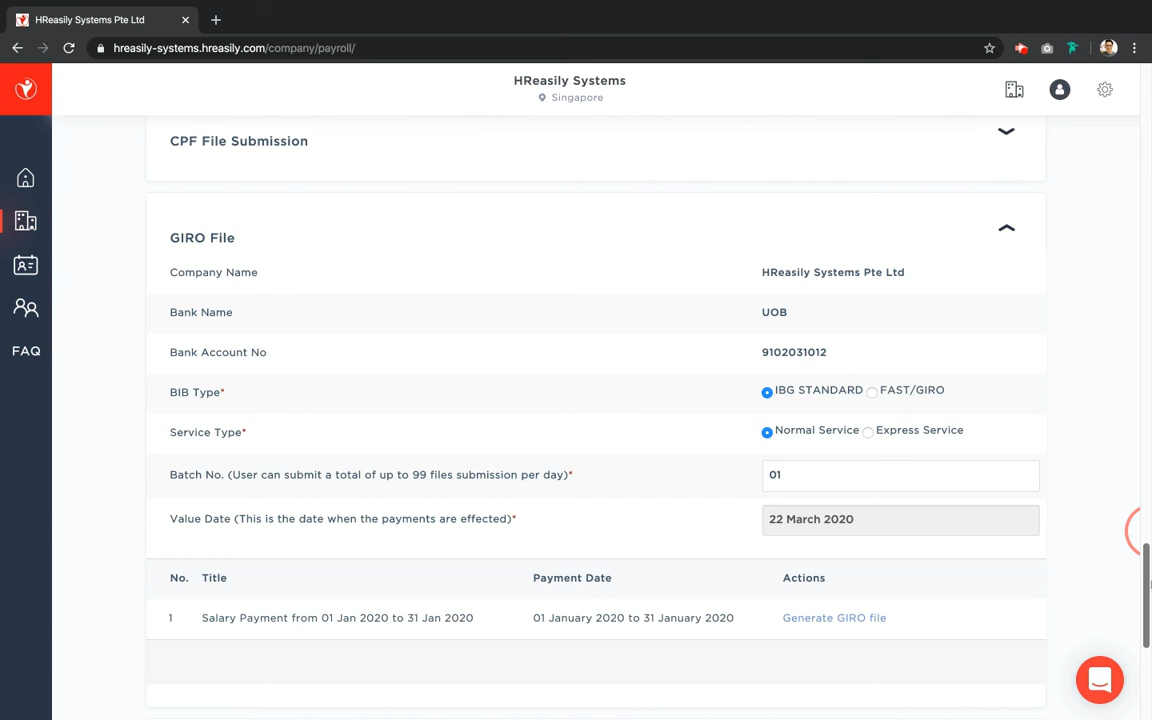 HReasily Systems Pte Ltd
hreasily-systems.hreasily.com/company/payroll/
HReasily Systems
Singapore
FAQ
CPF File Submission
GIRO File
Company Name HReasily Systems Pte Ltd
Bank Name UOB
Bank Account No 9102031012
BIB Type* IBG STANDARD FAST/GIRO
Service Type* Normal Service Express Service
Batch No. (User can submit a total of up to 99 files submission per day)* 01
Value Date (This is the date when the payments are effected)* 22 March 2020
No. Title Payment Date Actions
1 Salary Payment from 01 Jan 2020 to 31 Jan 2020 01 January 2020 to 31 January 2020 Generate GIRO file